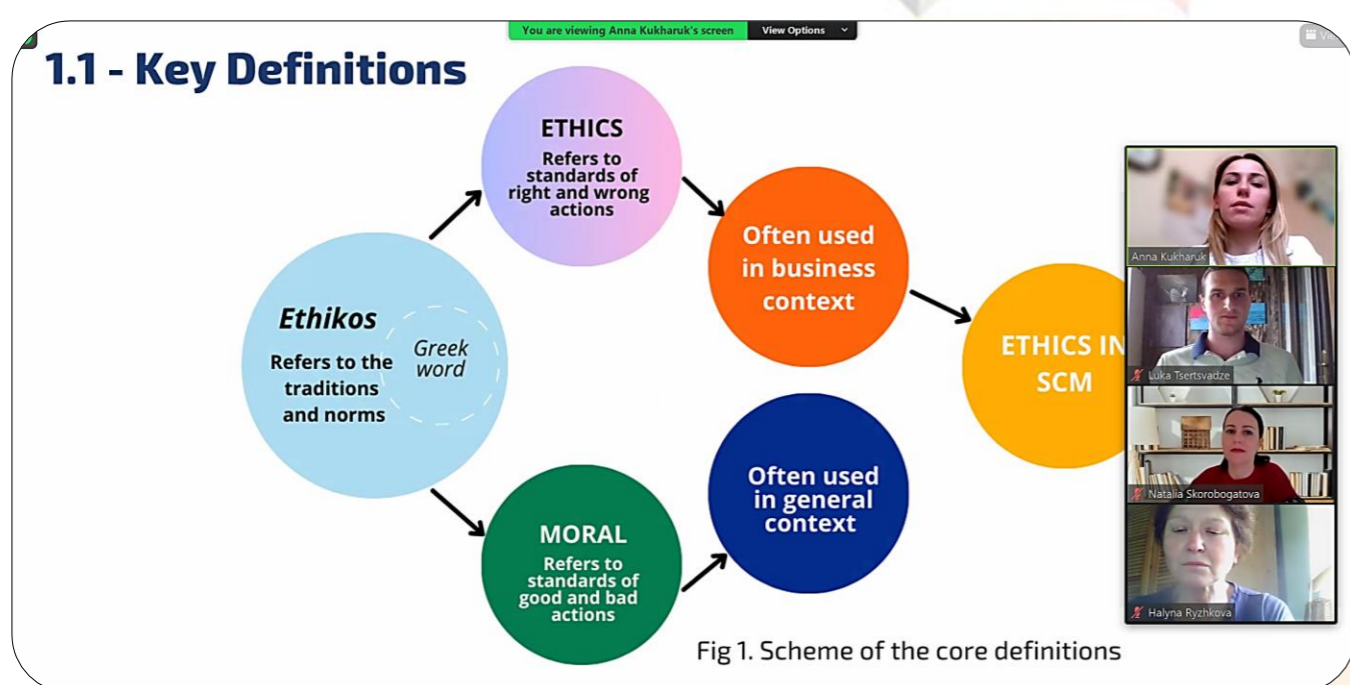 You are viewing Anna Kukharuk's screen
View Options
1.1 - Key Definitions
ETHICS
Refers to
standards of
right and wrong
actions
Often used
in business
context
Ethikos
Refers to the
traditions
and norms
Greek
word
ETHICS IN
SCM
MORAL
Refers to
standards of
good and bad
actions
Often used
in general
context
Fig 1. Scheme of the core definitions
Anna Kukharuk
Luka Tsertsvadze
Natalia Skorobogatova
Halyna Ryzhkova